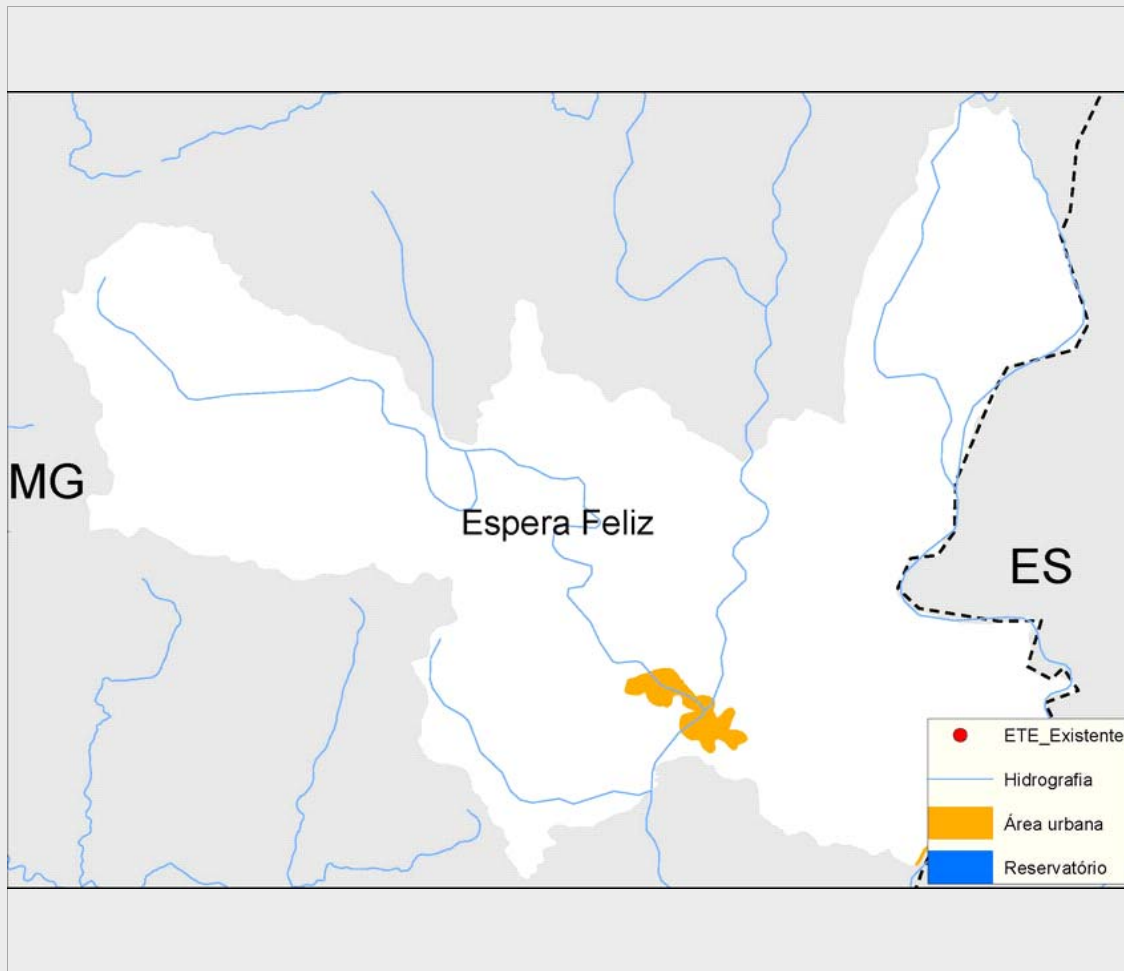 MG
Espera Feliz
ES
ETE_Existente
Hidrografia
Área urbana
Reservatório